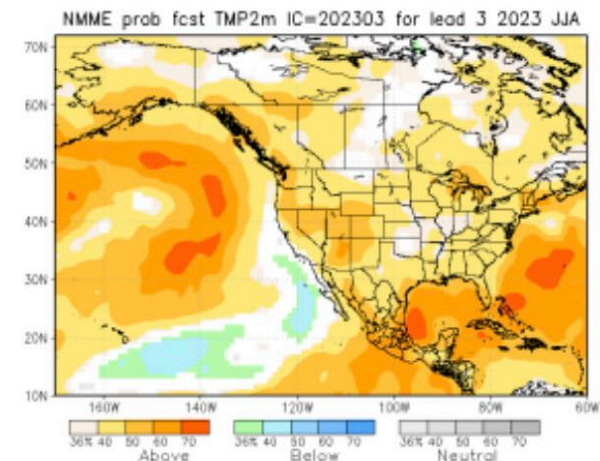 NMME prob fcst TMP2m IC=202303 for lead 3 2023 JJA
70N
60N
50N
40N
30N
20N
10N
160W 140W 120W 100W 80W 60W
36% 40 50 60 70 36% 40 50 60 70 36% 40 50 60 70
Above Below Neutral